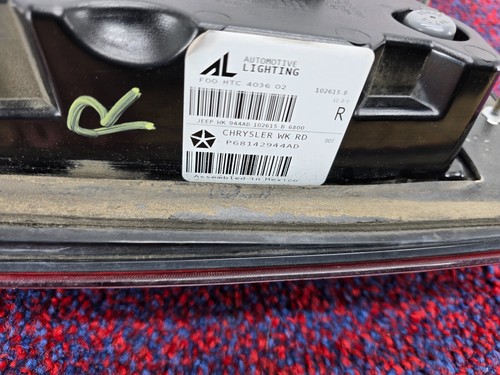 R
AL AUTOMOTIVE LIGHTING
F00 HTC 4036 02
102615 B
R
JEEP WK 944AD 102615 B 6800
CHRYSLER WK RD
P68142944AD
Assembled in Mexico